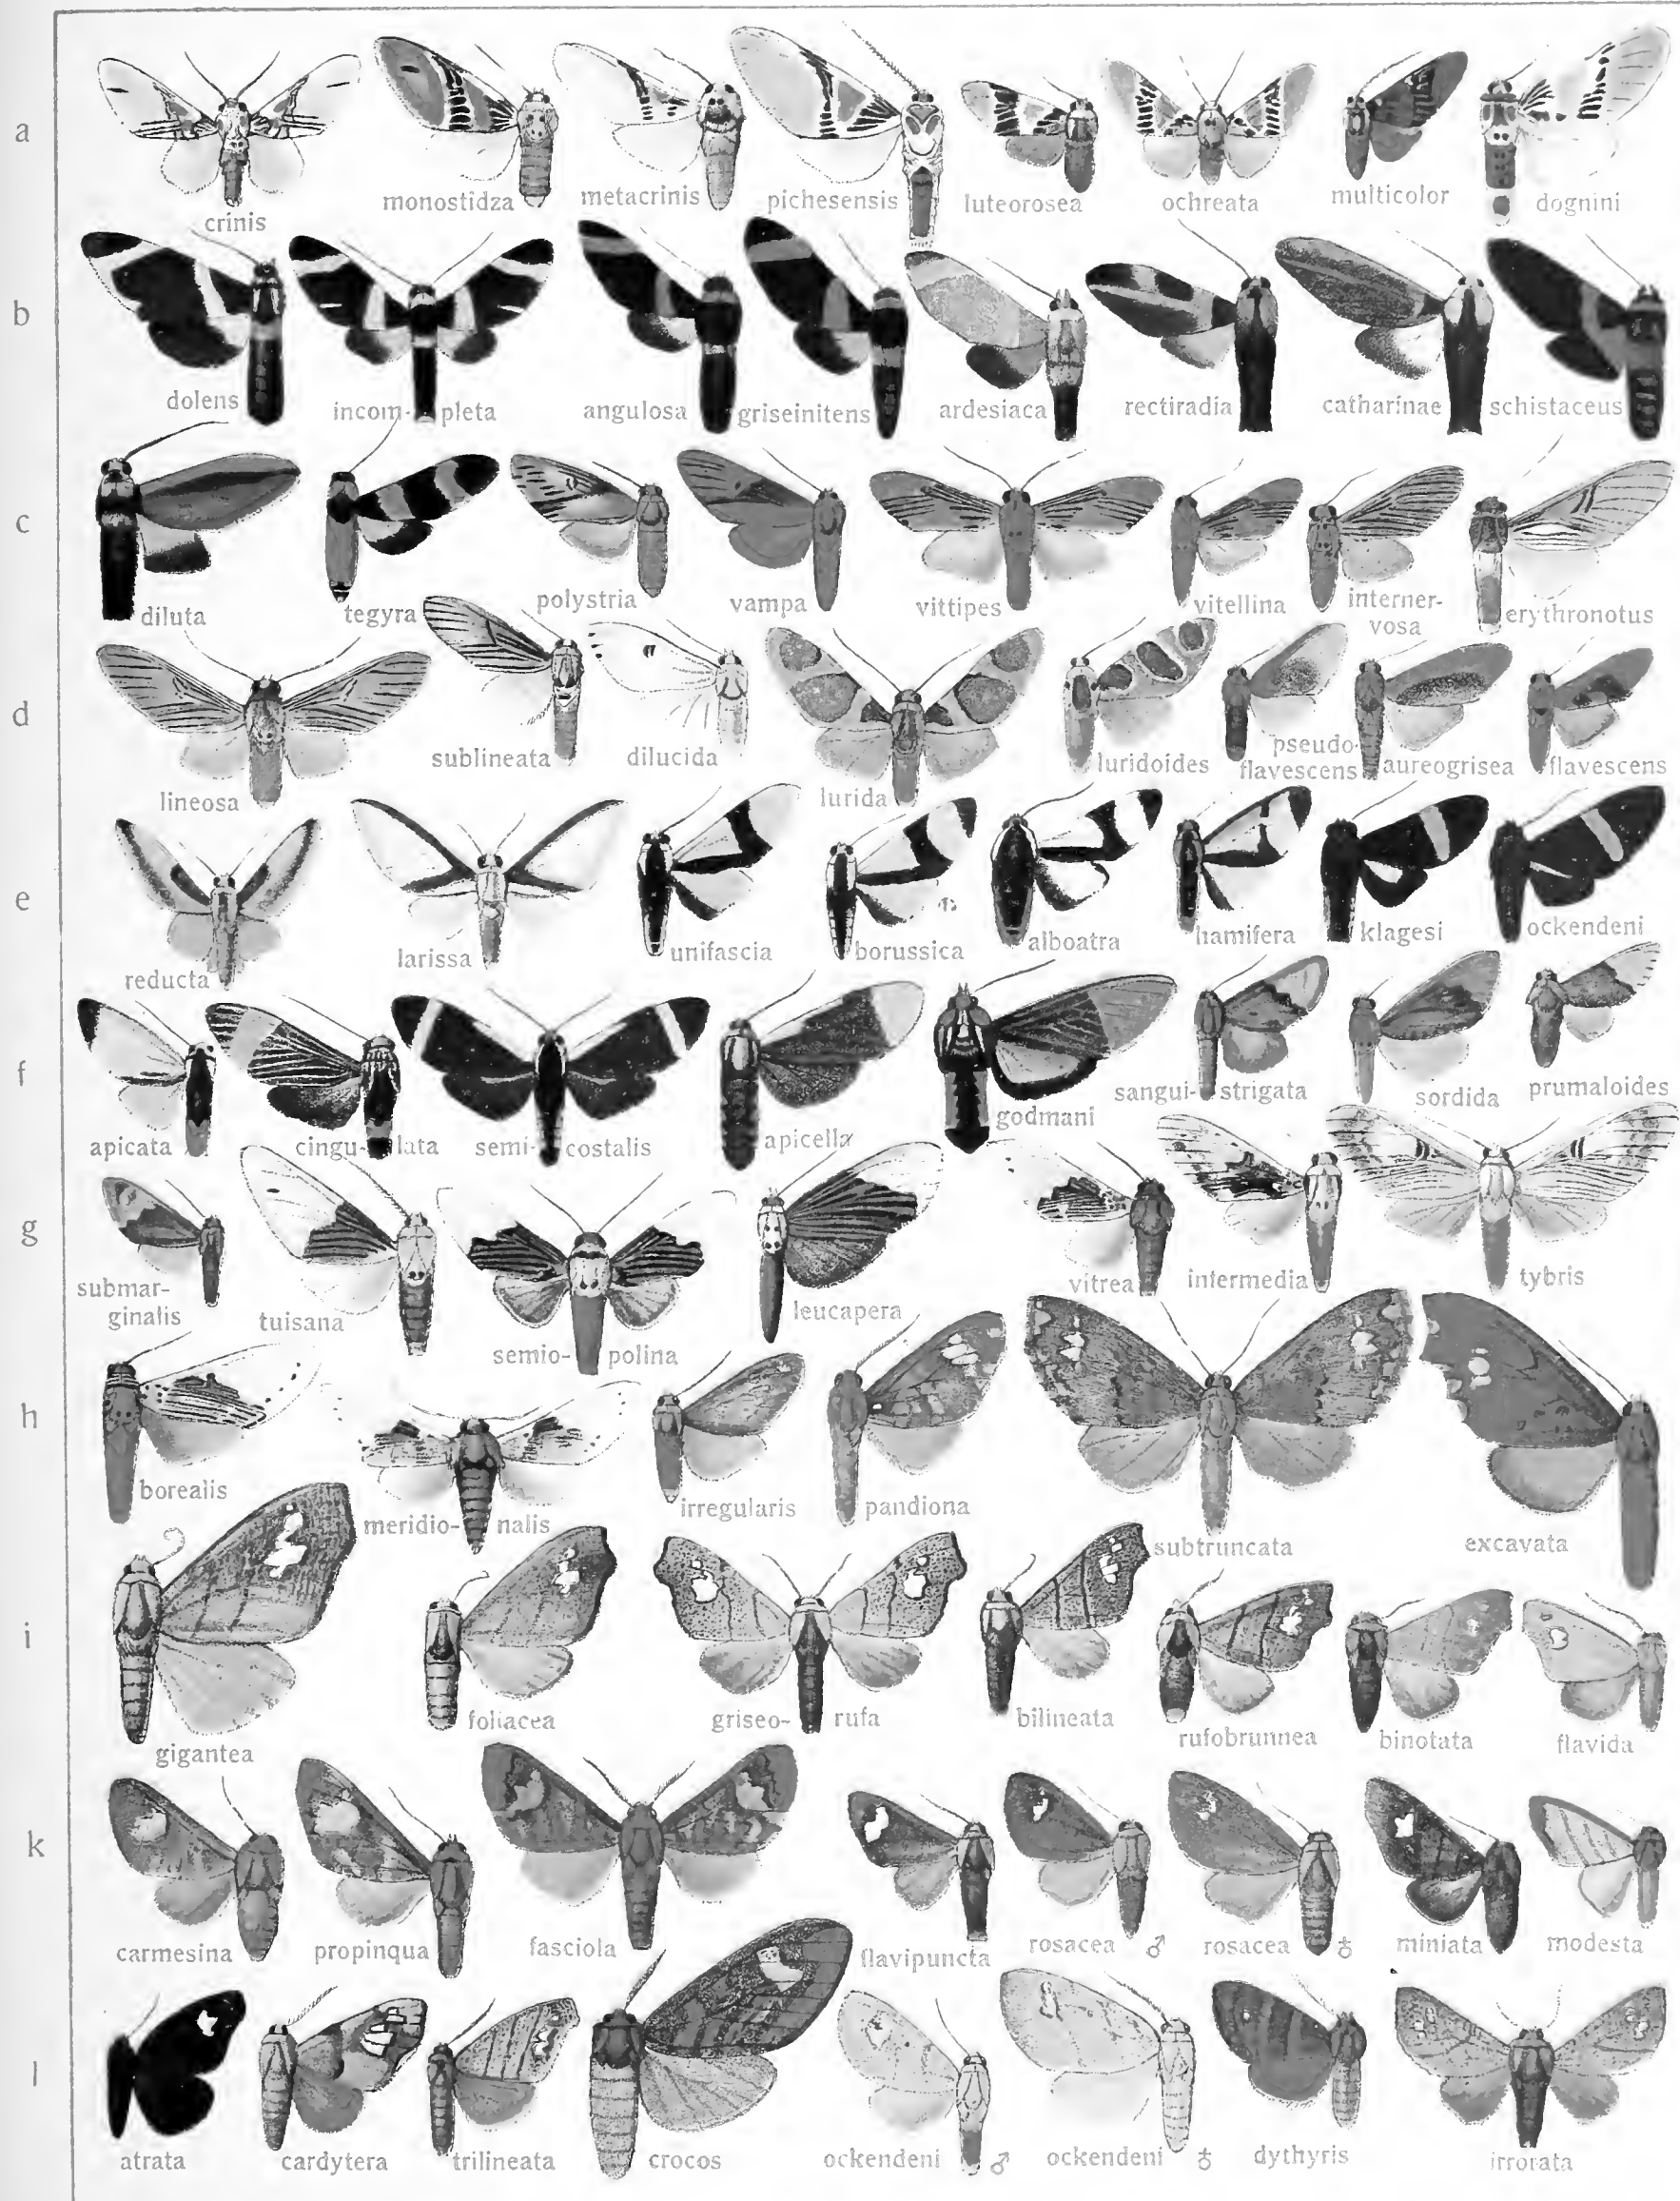 a
crinis
monostidza
metacrinis
pichesensis
luteorosea
ochreata
multicolor
dognini
b
dolens
incom- pleta
angulosa
griseinitens
ardesiaca
rectiradia
catharinae
schistaceus
c
diluta
tegyra
polystria
vampa
vittipes
vitellina
interner-
vosa
erythronotus
d
lineosa
sublineata
dilucida
lurida
luridoides
pseudo-
flavescens
aureogrisea
flavescens
e
reducta
larissa
unifascia
borussica
alboatra
hamifera
klagesi
ockendeni
f
apicata
cingu- lata
semi- costalis
apicella
godmani
sangui- strigata
sordida
prumaloides
g
submar-
ginalis
tuisana
semio- polina
leucapera
vitrea
intermedia
tybris
h
borealis
meridio- nalis
irregularis
pandiona
subtruncata
excavata
i
gigantea
foliacea
griseo- rufa
bilineata
rufobrunnea
binotata
flavida
k
carmesina
propinqua
fasciola
flavipuncta
rosacea ♂
rosacea ♀
miniata
modesta
l
atrata
cardytera
trilineata
crocos
ockendeni ♂
ockendeni ♀
dythyris
irrorata